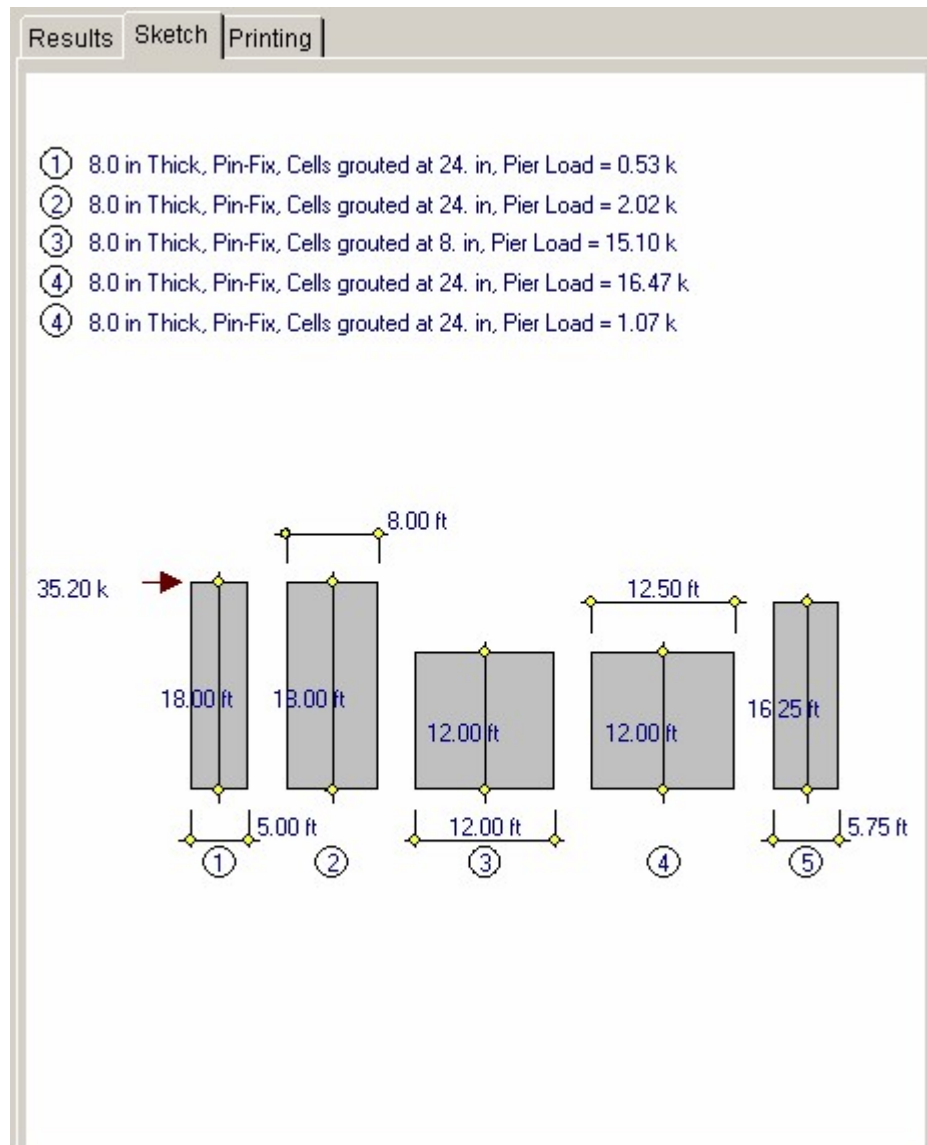 Results Sketch Printing
① 8.0 in Thick, Pin-Fix, Cells grouted at 24. in, Pier Load = 0.53 k
② 8.0 in Thick, Pin-Fix, Cells grouted at 24. in, Pier Load = 2.02 k
③ 8.0 in Thick, Pin-Fix, Cells grouted at 8. in, Pier Load = 15.10 k
④ 8.0 in Thick, Pin-Fix, Cells grouted at 24. in, Pier Load = 16.47 k
④ 8.0 in Thick, Pin-Fix, Cells grouted at 24. in, Pier Load = 1.07 k
8.00 ft
35.20 k
12.50 ft
18.00 ft 18.00 ft 12.00 ft 12.00 ft 16.25 ft
5.00 ft 12.00 ft 5.75 ft
① ② ③ ④ ⑤